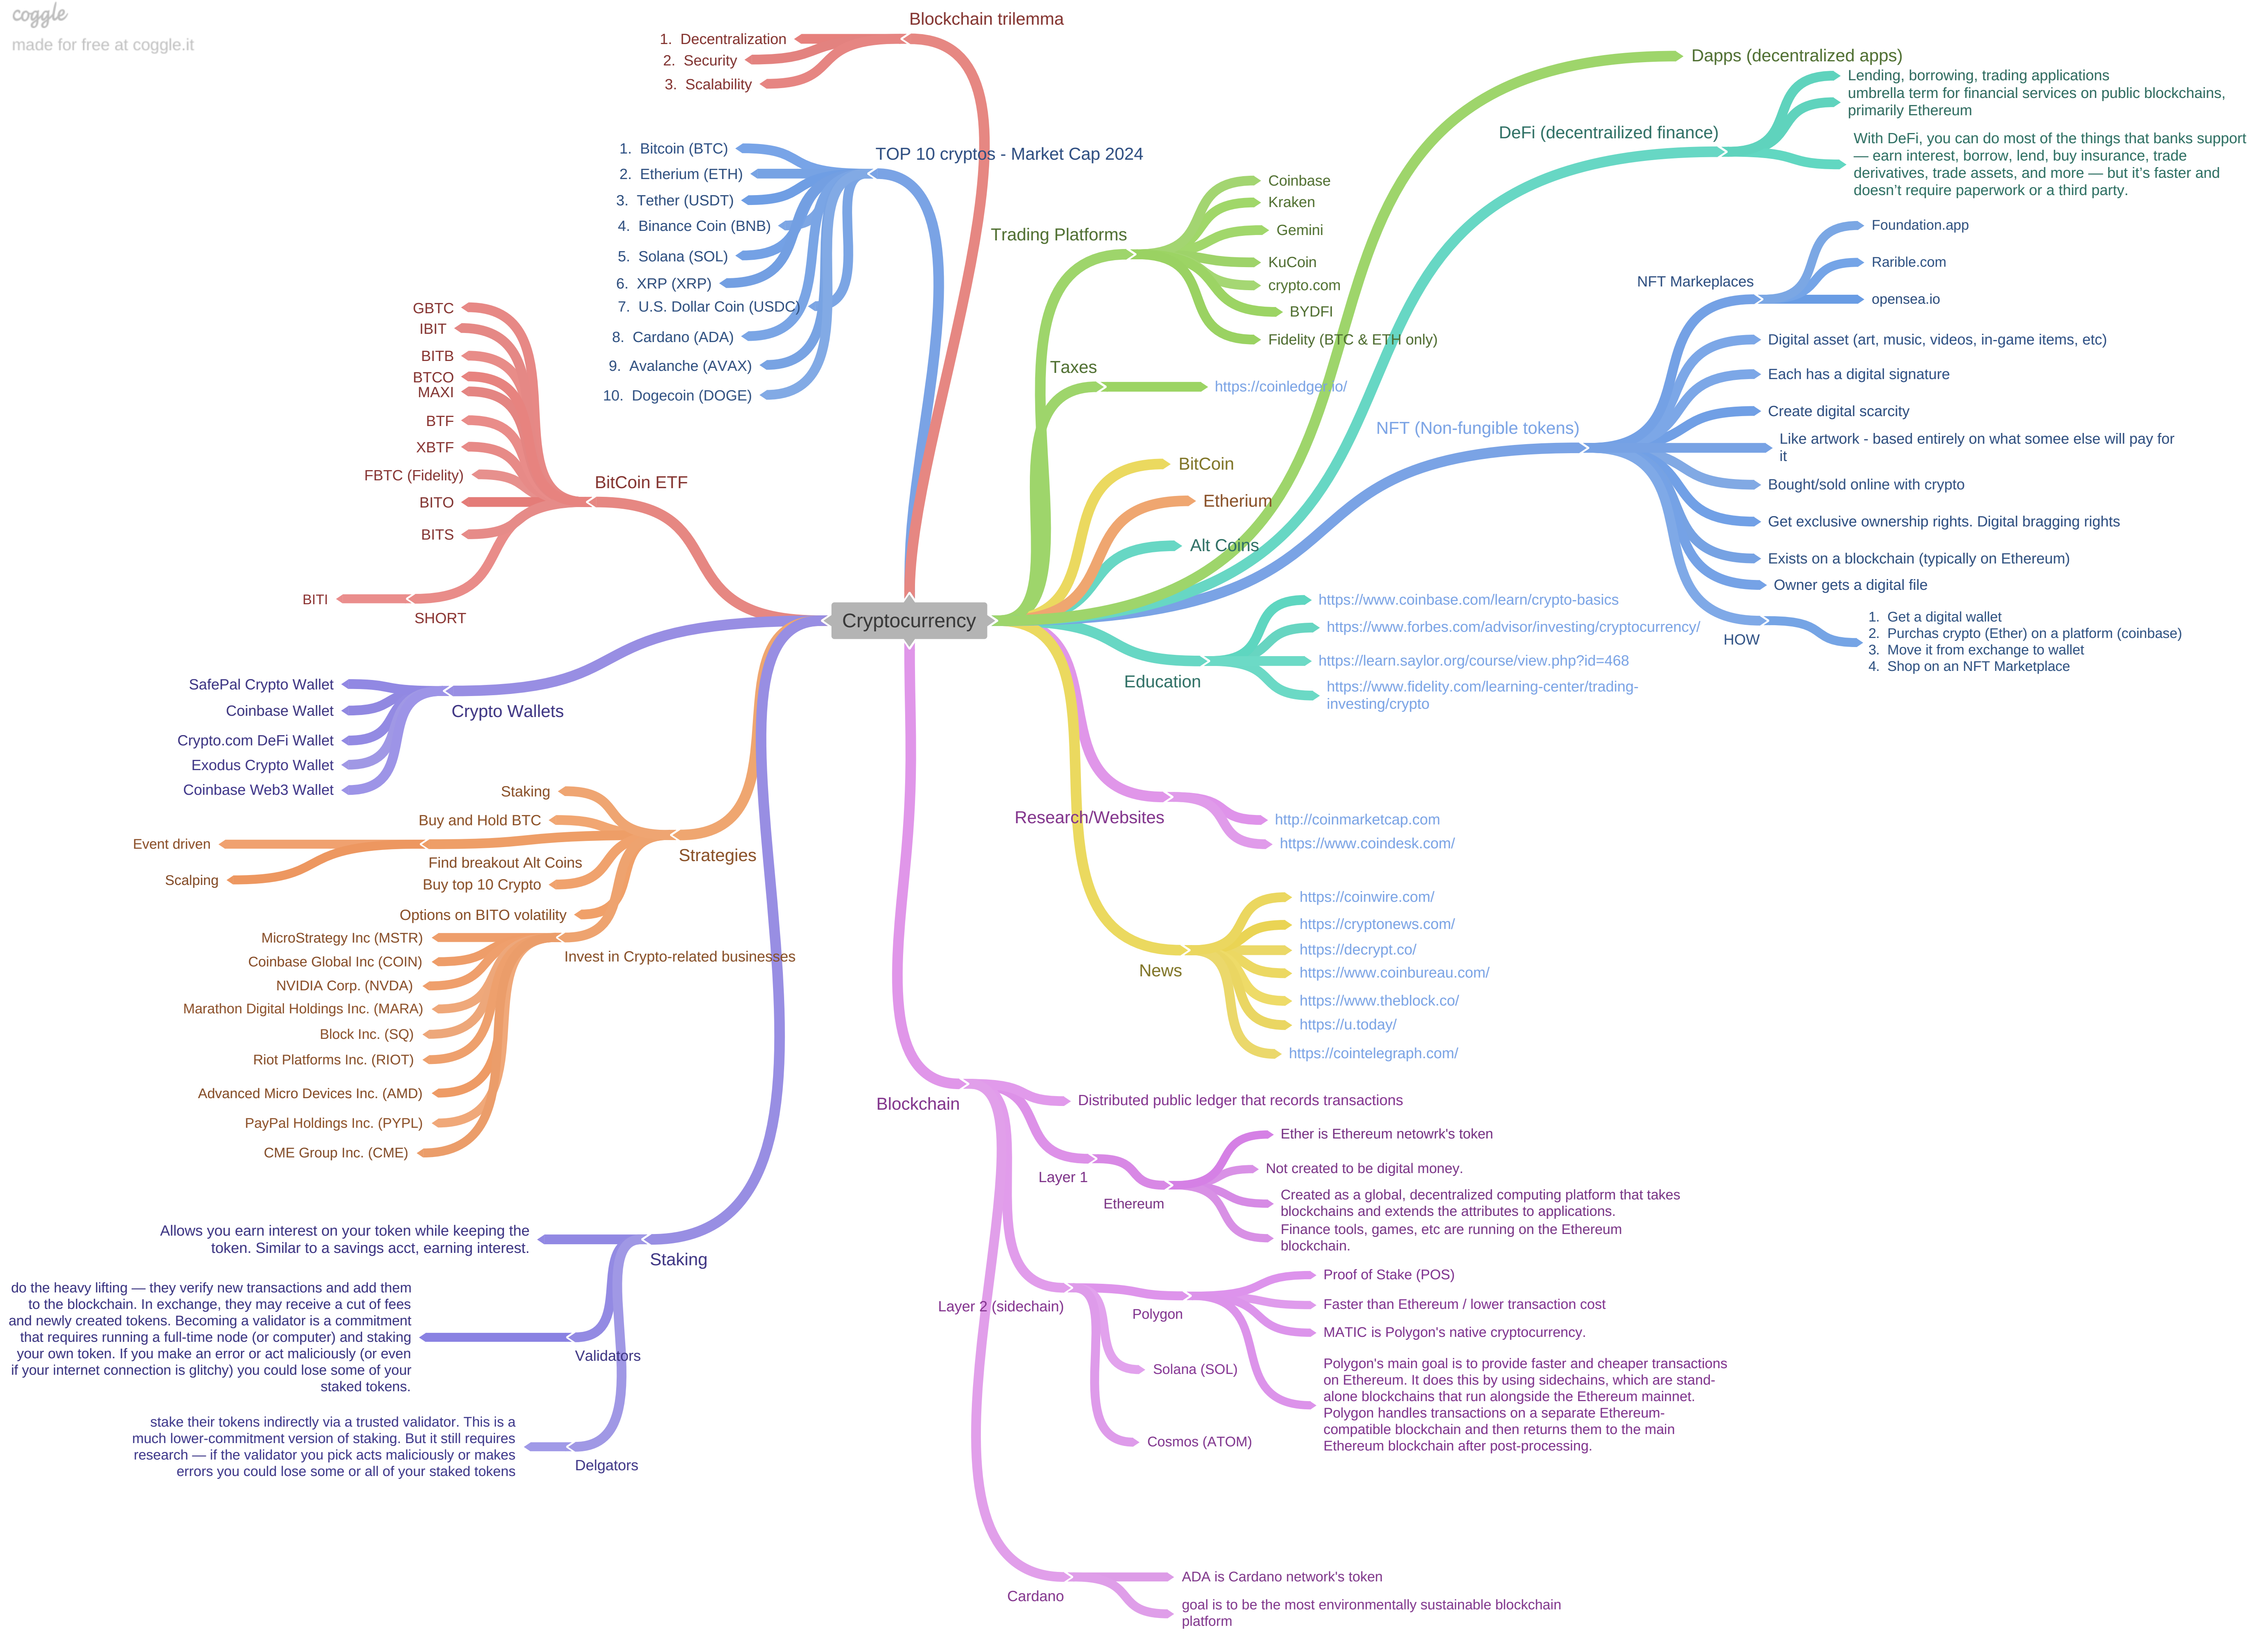 coggle
made for free at coggle.it
Blockchain trilemma
1. Decentralization
2. Security
3. Scalability
TOP 10 cryptos - Market Cap 2024
1. Bitcoin (BTC)
2. Etherium (ETH)
3. Tether (USDT)
4. Binance Coin (BNB)
5. Solana (SOL)
6. XRP (XRP)
7. U.S. Dollar Coin (USDC)
8. Cardano (ADA)
9. Avalanche (AVAX)
10. Dogecoin (DOGE)
BitCoin ETF
GBTC
IBIT
BITB
BTCO
MAXI
BTF
XBTF
FBTC (Fidelity)
BITO
BITS
SHORT
BITI
Cryptocurrency
Crypto Wallets
SafePal Crypto Wallet
Coinbase Wallet
Crypto.com DeFi Wallet
Exodus Crypto Wallet
Coinbase Web3 Wallet
Strategies
Staking
Buy and Hold BTC
Find breakout Alt Coins
Event driven
Scalping
Buy top 10 Crypto
Options on BITO volatility
Invest in Crypto-related businesses
MicroStrategy Inc (MSTR)
Coinbase Global Inc (COIN)
NVIDIA Corp. (NVDA)
Marathon Digital Holdings Inc. (MARA)
Block Inc. (SQ)
Riot Platforms Inc. (RIOT)
Advanced Micro Devices Inc. (AMD)
PayPal Holdings Inc. (PYPL)
CME Group Inc. (CME)
Staking
Allows you earn interest on your token while keeping the
token. Similar to a savings acct, earning interest.
Validators
do the heavy lifting — they verify new transactions and add them
to the blockchain. In exchange, they may receive a cut of fees
and newly created tokens. Becoming a validator is a commitment
that requires running a full-time node (or computer) and staking
your own token. If you make an error or act maliciously (or even
if your internet connection is glitchy) you could lose some of your
staked tokens.
Delgators
stake their tokens indirectly via a trusted validator. This is a
much lower-commitment version of staking. But it still requires
research — if the validator you pick acts maliciously or makes
errors you could lose some or all of your staked tokens
Dapps (decentralized apps)
DeFi (decentrailized finance)
Lending, borrowing, trading applications
umbrella term for financial services on public blockchains,
primarily Ethereum
With DeFi, you can do most of the things that banks support
— earn interest, borrow, lend, buy insurance, trade
derivatives, trade assets, and more — but it's faster and
doesn't require paperwork or a third party.
Trading Platforms
Coinbase
Kraken
Gemini
KuCoin
crypto.com
BYDFI
Fidelity (BTC & ETH only)
Taxes
https://coinledger.io/
NFT (Non-fungible tokens)
NFT Markeplaces
Foundation.app
Rarible.com
opensea.io
Digital asset (art, music, videos, in-game items, etc)
Each has a digital signature
Create digital scarcity
Like artwork - based entirely on what somee else will pay for
it
Bought/sold online with crypto
Get exclusive ownership rights. Digital bragging rights
Exists on a blockchain (typically on Ethereum)
Owner gets a digital file
HOW
1. Get a digital wallet
2. Purchas crypto (Ether) on a platform (coinbase)
3. Move it from exchange to wallet
4. Shop on an NFT Marketplace
BitCoin
Etherium
Alt Coins
Education
https://www.coinbase.com/learn/crypto-basics
https://www.forbes.com/advisor/investing/cryptocurrency/
https://learn.saylor.org/course/view.php?id=468
https://www.fidelity.com/learning-center/trading-
investing/crypto
Research/Websites
http://coinmarketcap.com
https://www.coindesk.com/
News
https://coinwire.com/
https://cryptonews.com/
https://decrypt.co/
https://www.coinbureau.com/
https://www.theblock.co/
https://u.today/
https://cointelegraph.com/
Blockchain
Distributed public ledger that records transactions
Layer 1
Ethereum
Ether is Ethereum netowrk's token
Not created to be digital money.
Created as a global, decentralized computing platform that takes
blockchains and extends the attributes to applications.
Finance tools, games, etc are running on the Ethereum
blockchain.
Layer 2 (sidechain)
Polygon
Proof of Stake (POS)
Faster than Ethereum / lower transaction cost
MATIC is Polygon's native cryptocurrency.
Polygon's main goal is to provide faster and cheaper transactions
on Ethereum. It does this by using sidechains, which are stand-
alone blockchains that run alongside the Ethereum mainnet.
Polygon handles transactions on a separate Ethereum-
compatible blockchain and then returns them to the main
Ethereum blockchain after post-processing.
Solana (SOL)
Cosmos (ATOM)
Cardano
ADA is Cardano network's token
goal is to be the most environmentally sustainable blockchain
platform